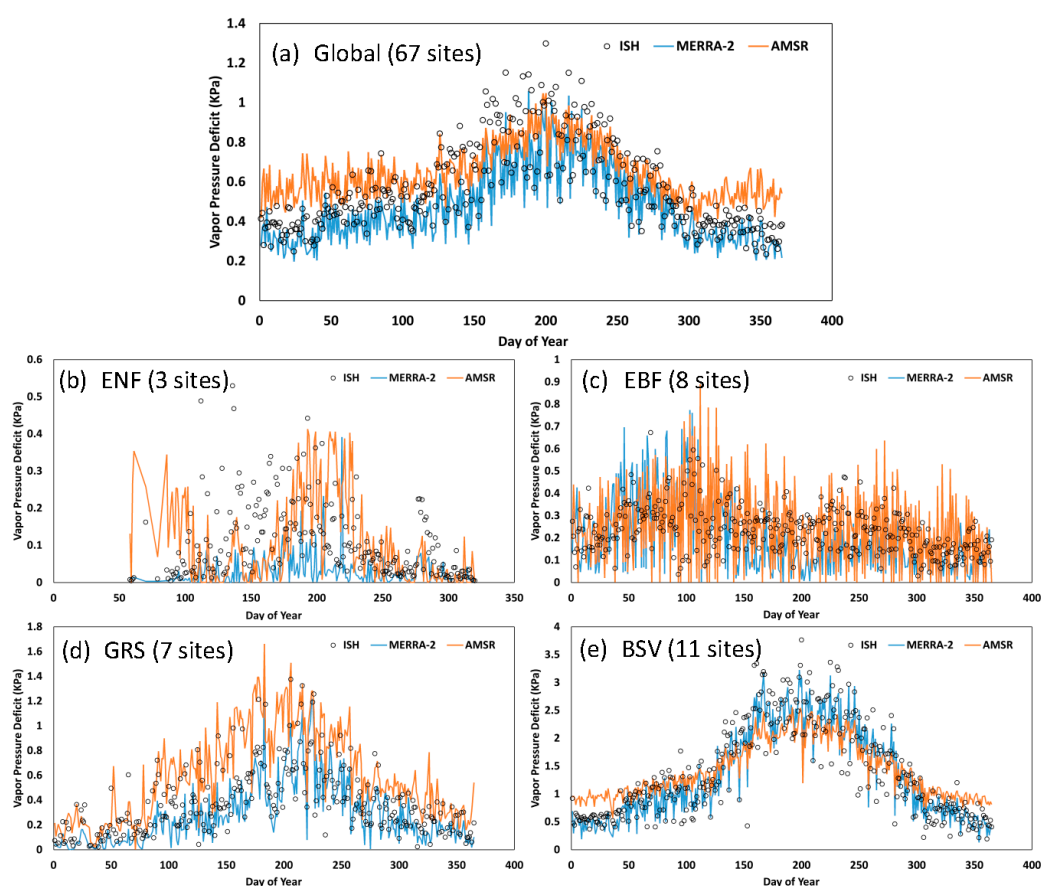 (a) Global (67 sites)
ISH MERRA-2 AMSR
Vapor Pressure Deficit (KPa)
1.4
1.2
1
0.8
0.6
0.4
0.2
0
0 50 100 150 200 250 300 350 400
Day of Year
(b) ENF (3 sites)
ISH MERRA-2 AMSR
Vapor Pressure Deficit (KPa)
0.6
0.5
0.4
0.3
0.2
0.1
0
0 50 100 150 200 250 300 350
Day of Year
(c) EBF (8 sites)
ISH MERRA-2 AMSR
Vapor Pressure Deficit (KPa)
1
0.9
0.8
0.7
0.6
0.5
0.4
0.3
0.2
0.1
0
0 50 100 150 200 250 300 350 400
Day of Year
(d) GRS (7 sites)
ISH MERRA-2 AMSR
Vapor Pressure Deficit (KPa)
1.8
1.6
1.4
1.2
1
0.8
0.6
0.4
0.2
0
0 50 100 150 200 250 300 350 400
Day of Year
(e) BSV (11 sites)
ISH MERRA-2 AMSR
Vapor Pressure Deficit (KPa)
4
3.5
3
2.5
2
1.5
1
0.5
0
0 50 100 150 200 250 300 350 400
Day of Year